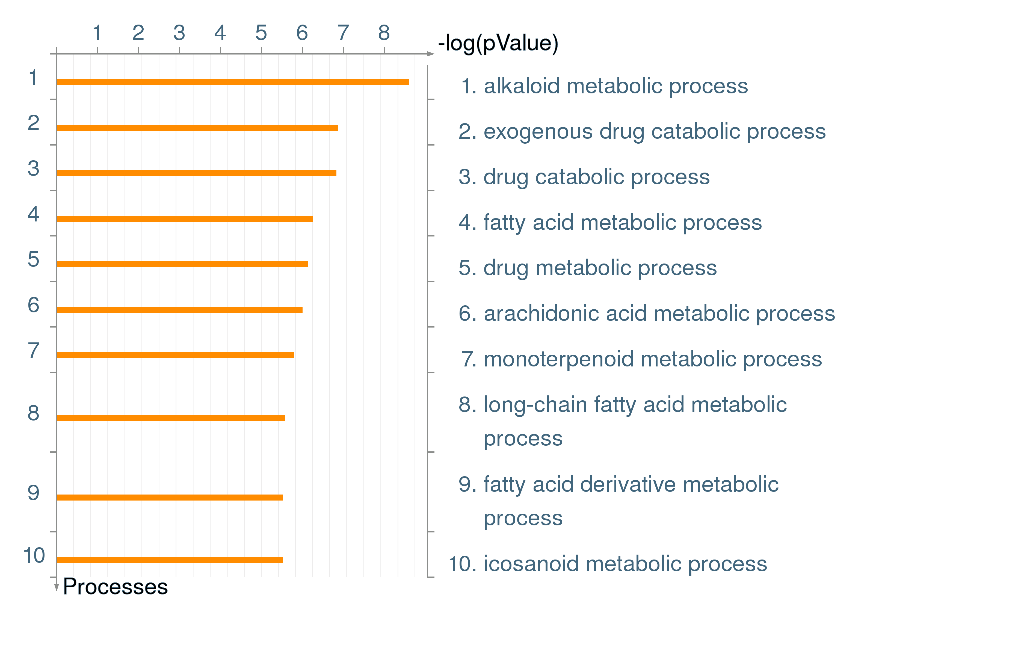 1 2 3 4 5 6 7 8
-log(pValue)
1
1. alkaloid metabolic process
2
2. exogenous drug catabolic process
3
3. drug catabolic process
4
4. fatty acid metabolic process
5
5. drug metabolic process
6
6. arachidonic acid metabolic process
7
7. monoterpenoid metabolic process
8
8. long-chain fatty acid metabolic
process
9
9. fatty acid derivative metabolic
process
10
10. icosanoid metabolic process
Processes